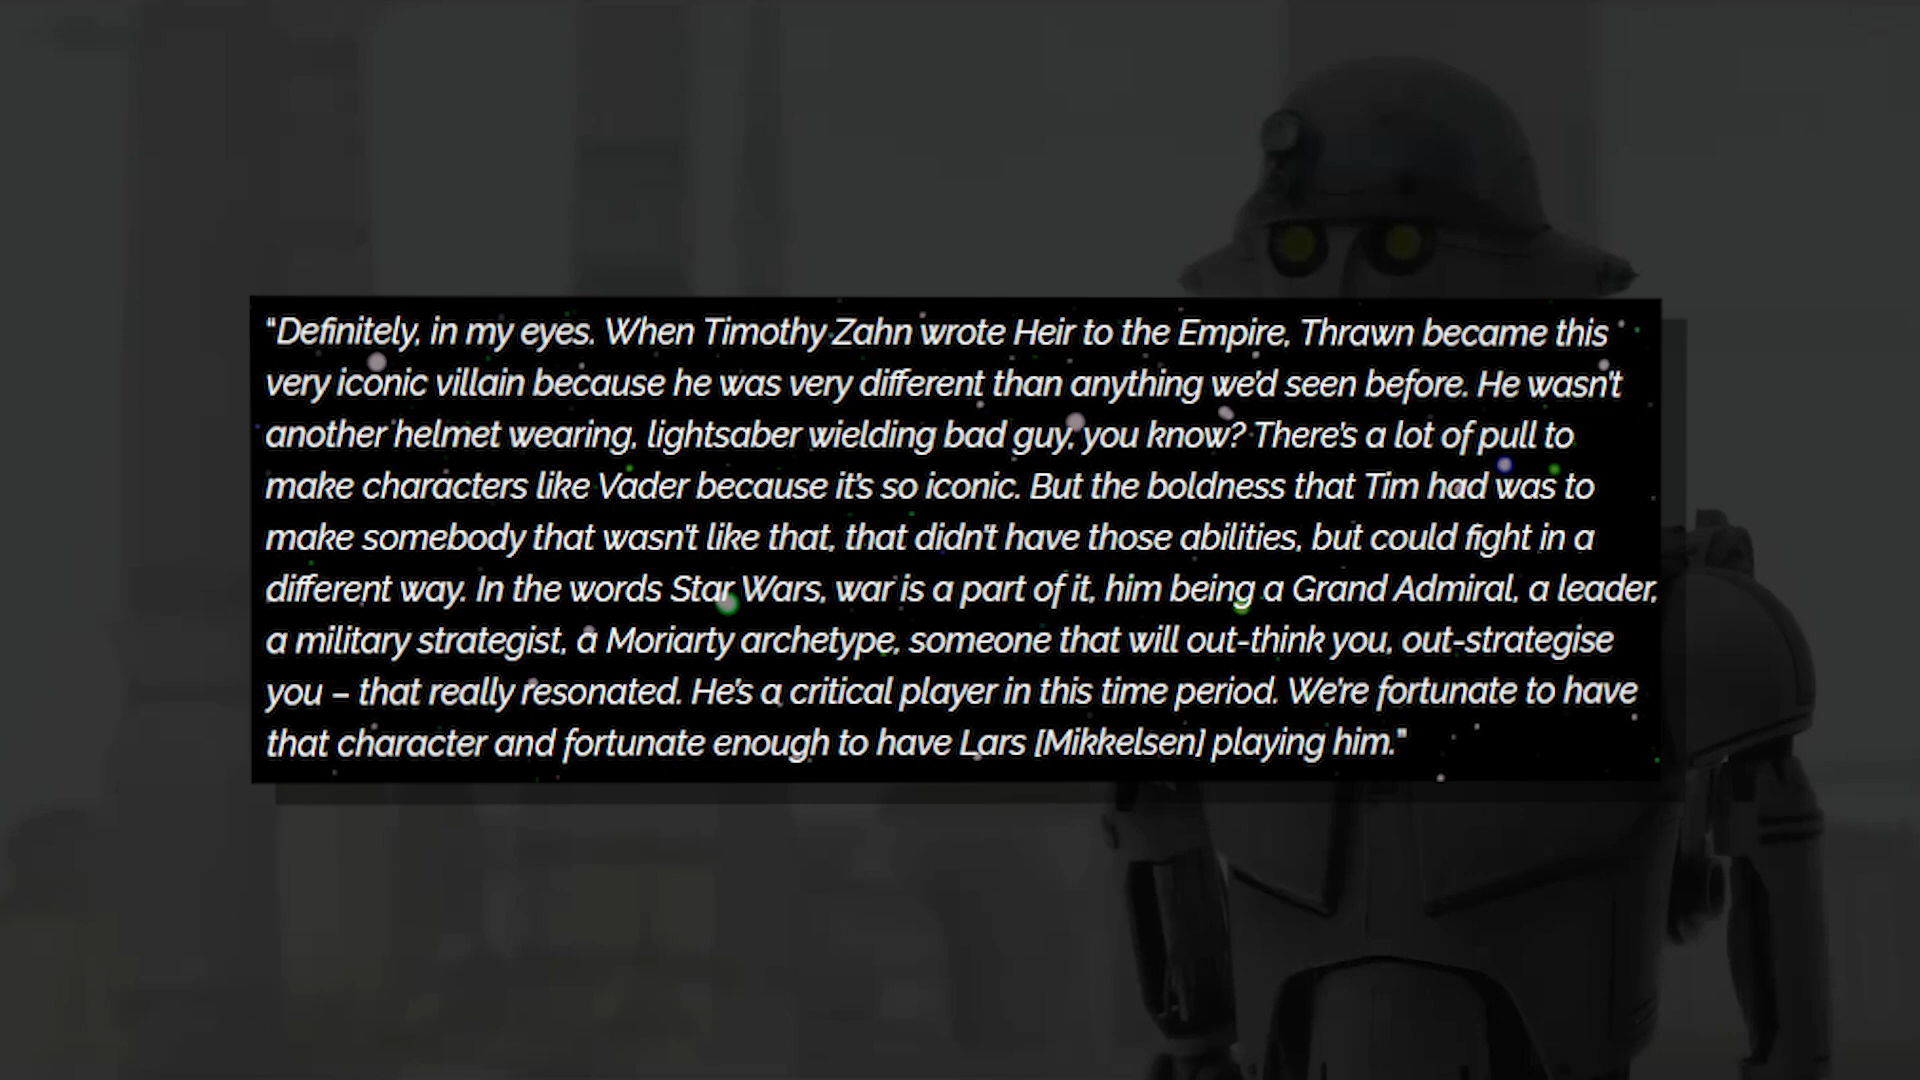 “Definitely, in my eyes. When Timothy Zahn wrote Heir to the Empire, Thrawn became this
very iconic villain because he was very different than anything we’d seen before. He wasn’t
another helmet wearing, lightsaber wielding bad guy, you know? There’s a lot of pull to
make characters like Vader because it’s so iconic. But the boldness that Tim had was to
make somebody that wasn’t like that, that didn’t have those abilities, but could fight in a
different way. In the words Star Wars, war is a part of it, him being a Grand Admiral, a leader,
a military strategist, a Moriarty archetype, someone that will out-think you, out-strategise
you – that really resonated. He’s a critical player in this time period. We’re fortunate to have
that character and fortunate enough to have Lars [Mikkelsen] playing him.”